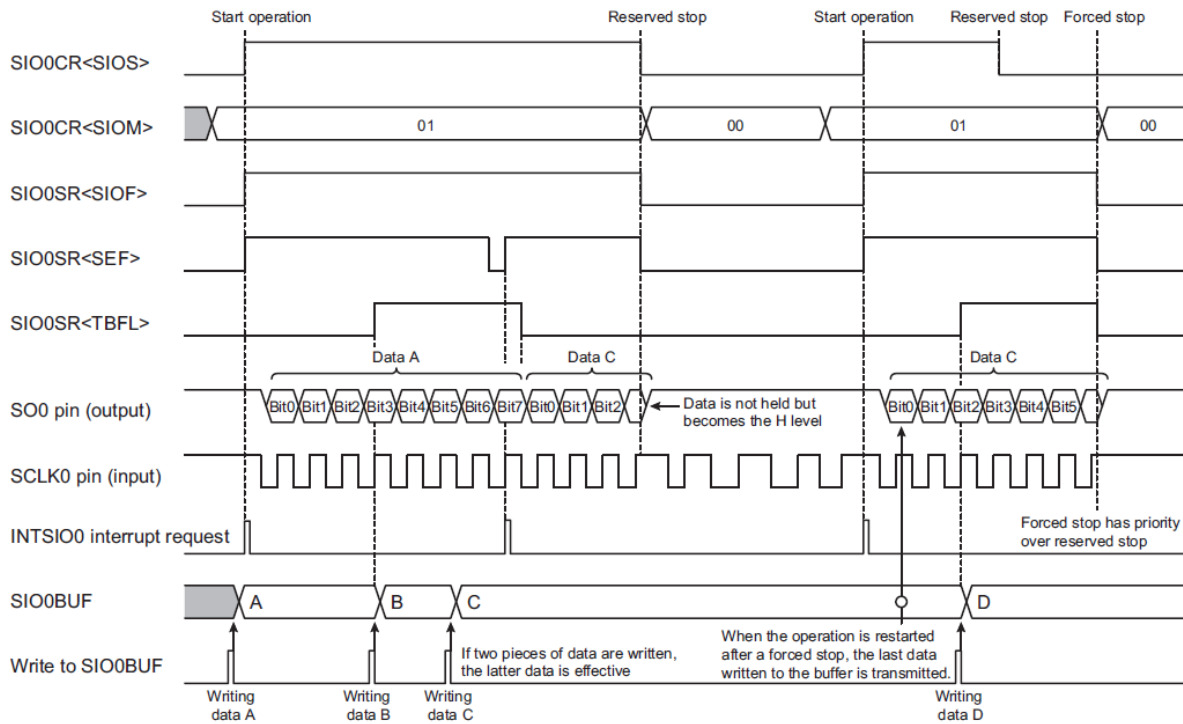 Start operation
Reserved stop
Start operation
Reserved stop
Forced stop
SIO0CR<SIOS>
SIO0CR<SIOM>
01
00
01
00
SIO0SR<SIOF>
SIO0SR<SEF>
SIO0SR<TBFL>
Data A
Data C
Data C
SO0 pin (output)
Bit0
Bit1
Bit2
Bit3
Bit4
Bit5
Bit6
Bit7
Bit0
Bit1
Bit2
Data is not held but
becomes the H level
Bit0
Bit1
Bit2
Bit3
Bit4
Bit5
SCLK0 pin (input)
INTSIO0 interrupt request
Forced stop has priority
over reserved stop
SIO0BUF
A
B
C
D
Write to SIO0BUF
If two pieces of data are written,
the latter data is effective
When the operation is restarted
after a forced stop, the last data
written to the buffer is transmitted.
Writing
data A
Writing
data B
Writing
data C
Writing
data D